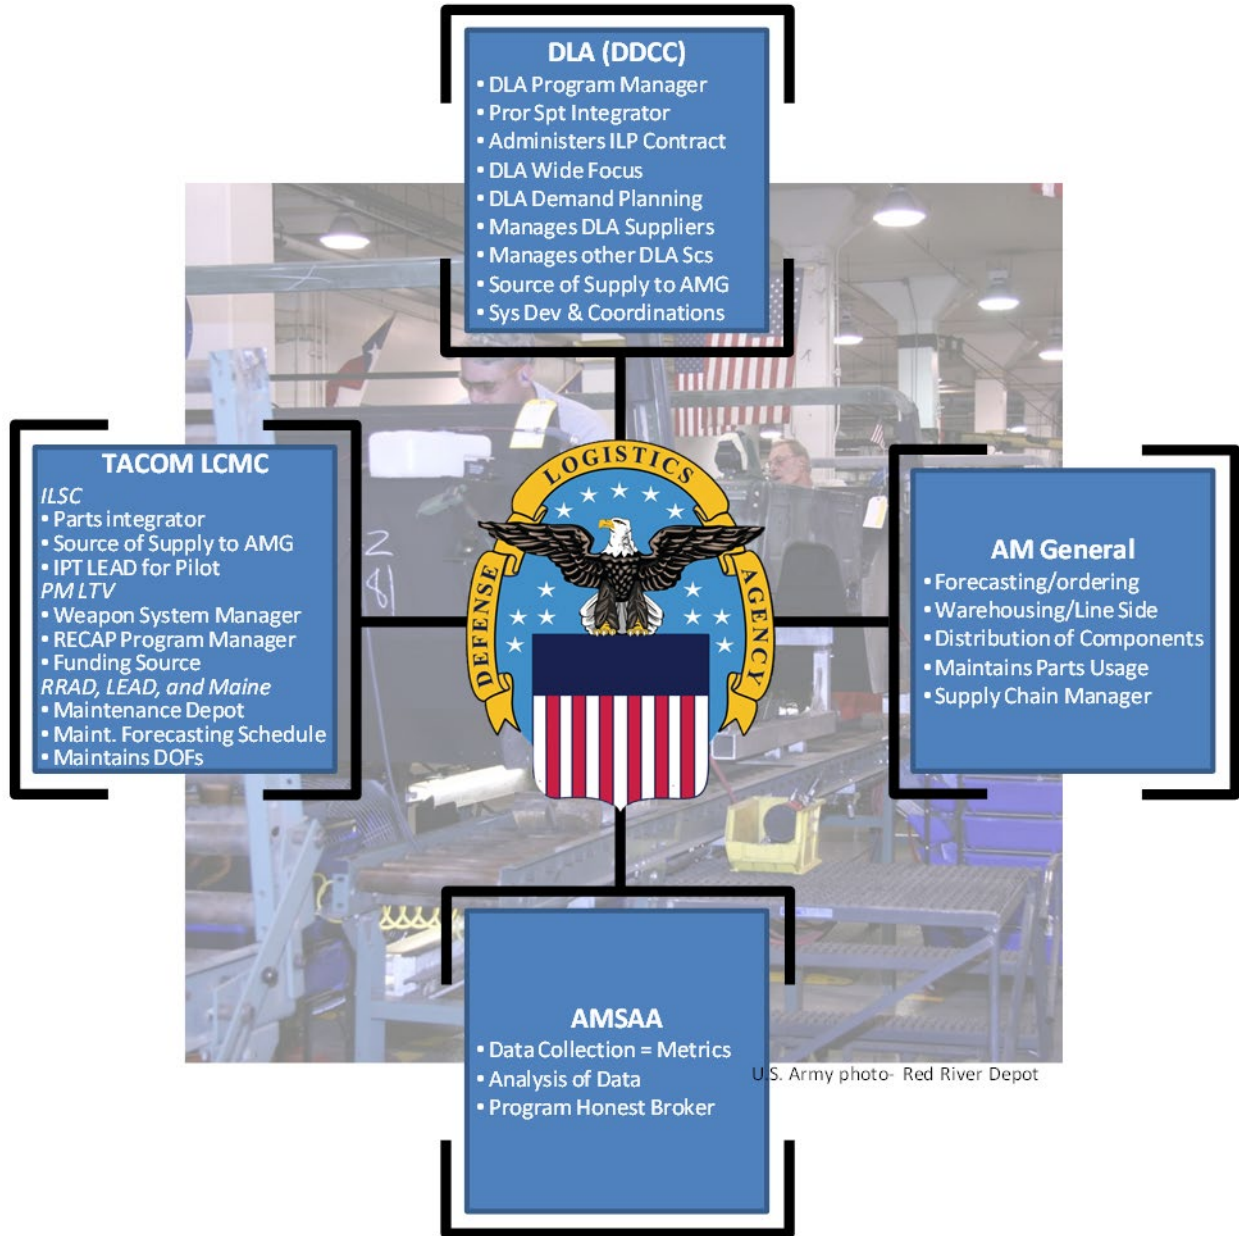 DLA (DDCC)
• DLA Program Manager
• Pror Spt Integrator
• Administers ILP Contract
• DLA Wide Focus
• DLA Demand Planning
• Manages DLA Suppliers
• Manages other DLA Scs
• Source of Supply to AMG
• Sys Dev & Coordinations
TACOM LCMC
ILSC
• Parts integrator
• Source of Supply to AMG
• IPT LEAD for Pilot
PM LTV
• Weapon System Manager
• RECAP Program Manager
• Funding Source
RRAD, LEAD, and Maine
• Maintenance Depot
• Maint. Forecasting Schedule
• Maintains DOFs
2
81
DEFENSE LOGISTICS AGENCY
AM General
• Forecasting/ordering
• Warehousing/Line Side
• Distribution of Components
• Maintains Parts Usage
• Supply Chain Manager
AMSAA
• Data Collection = Metrics
• Analysis of Data
• Program Honest Broker
U.S. Army photo- Red River Depot